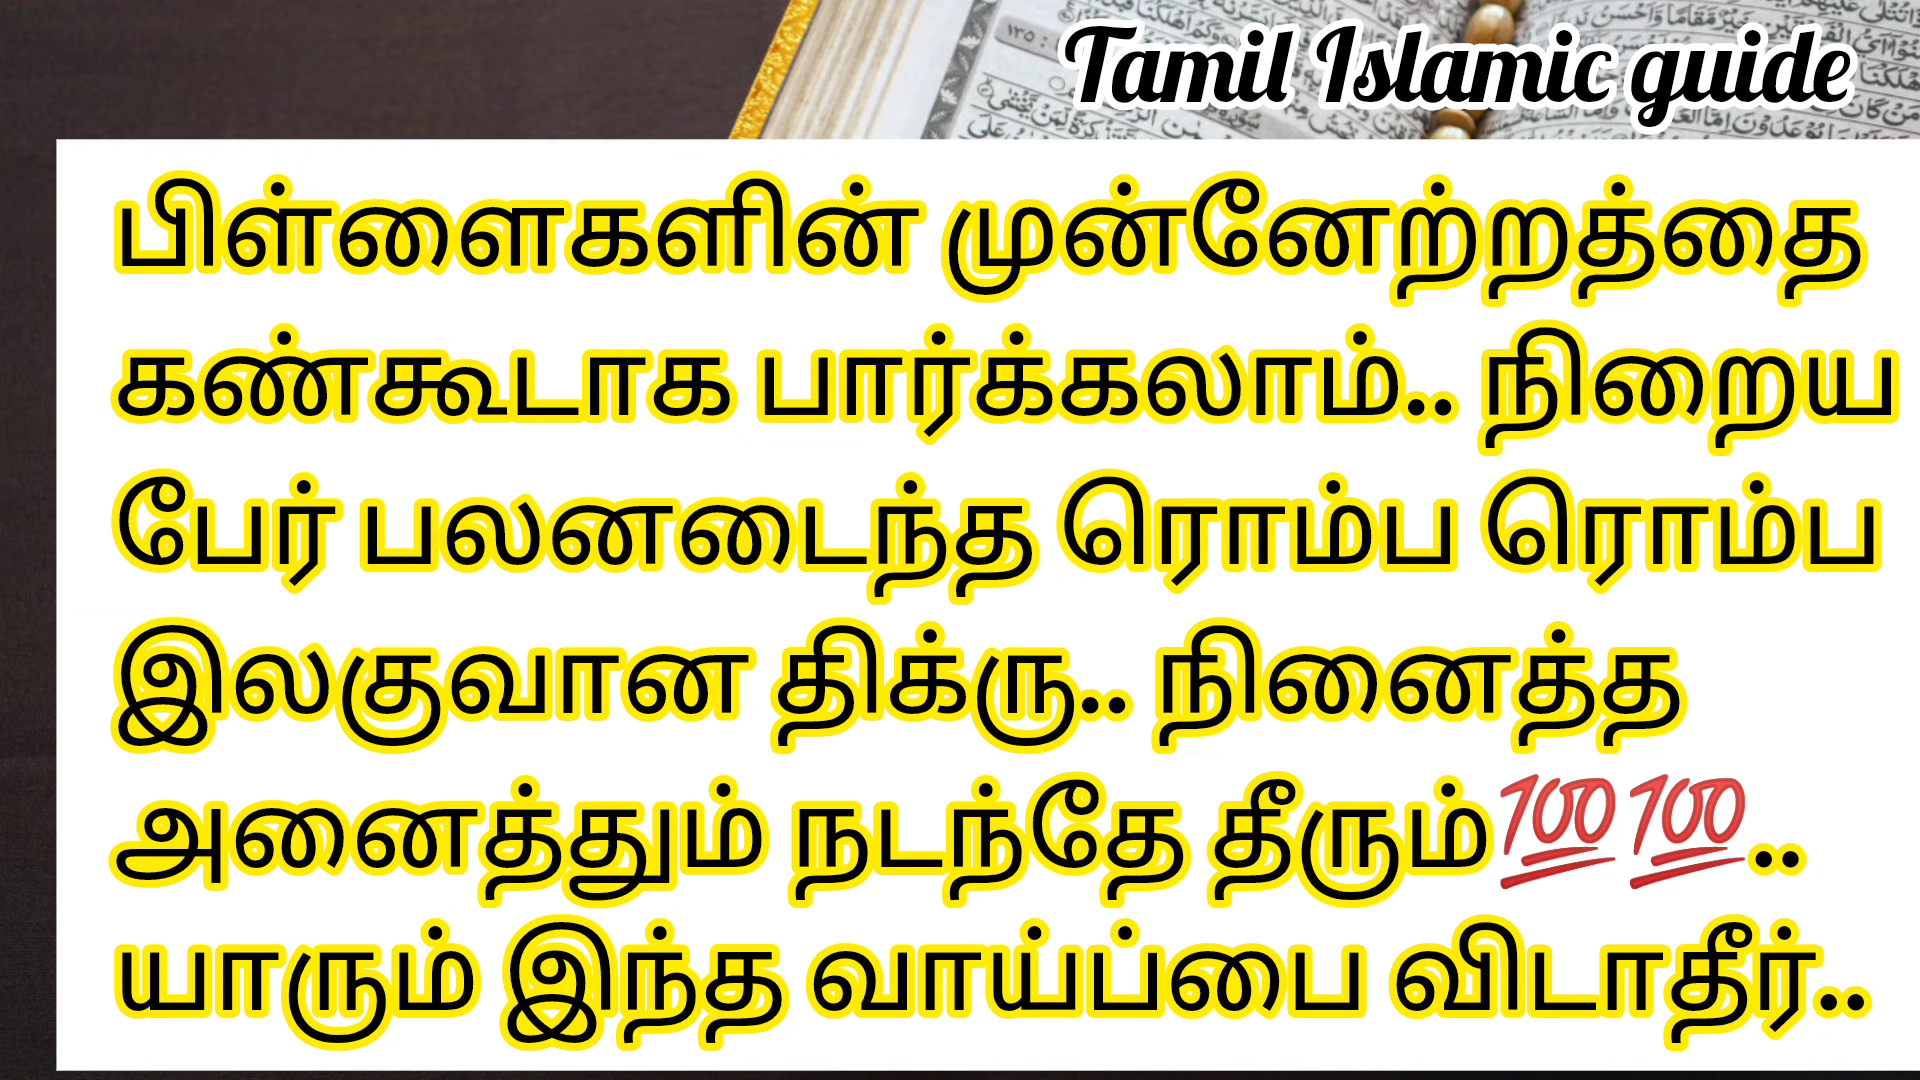 Tamil Islamic guide
பிள்ளைகளின் முன்னேற்றத்தை
கண்கூடாக பார்க்கலாம்.. நிறைய
பேர் பலனடைந்த ரொம்ப ரொம்ப
இலகுவான திக்ரு.. நினைத்த
அனைத்தும் நடந்தே தீரும்💯💯..
யாரும் இந்த வாய்ப்பை விடாதீர்..